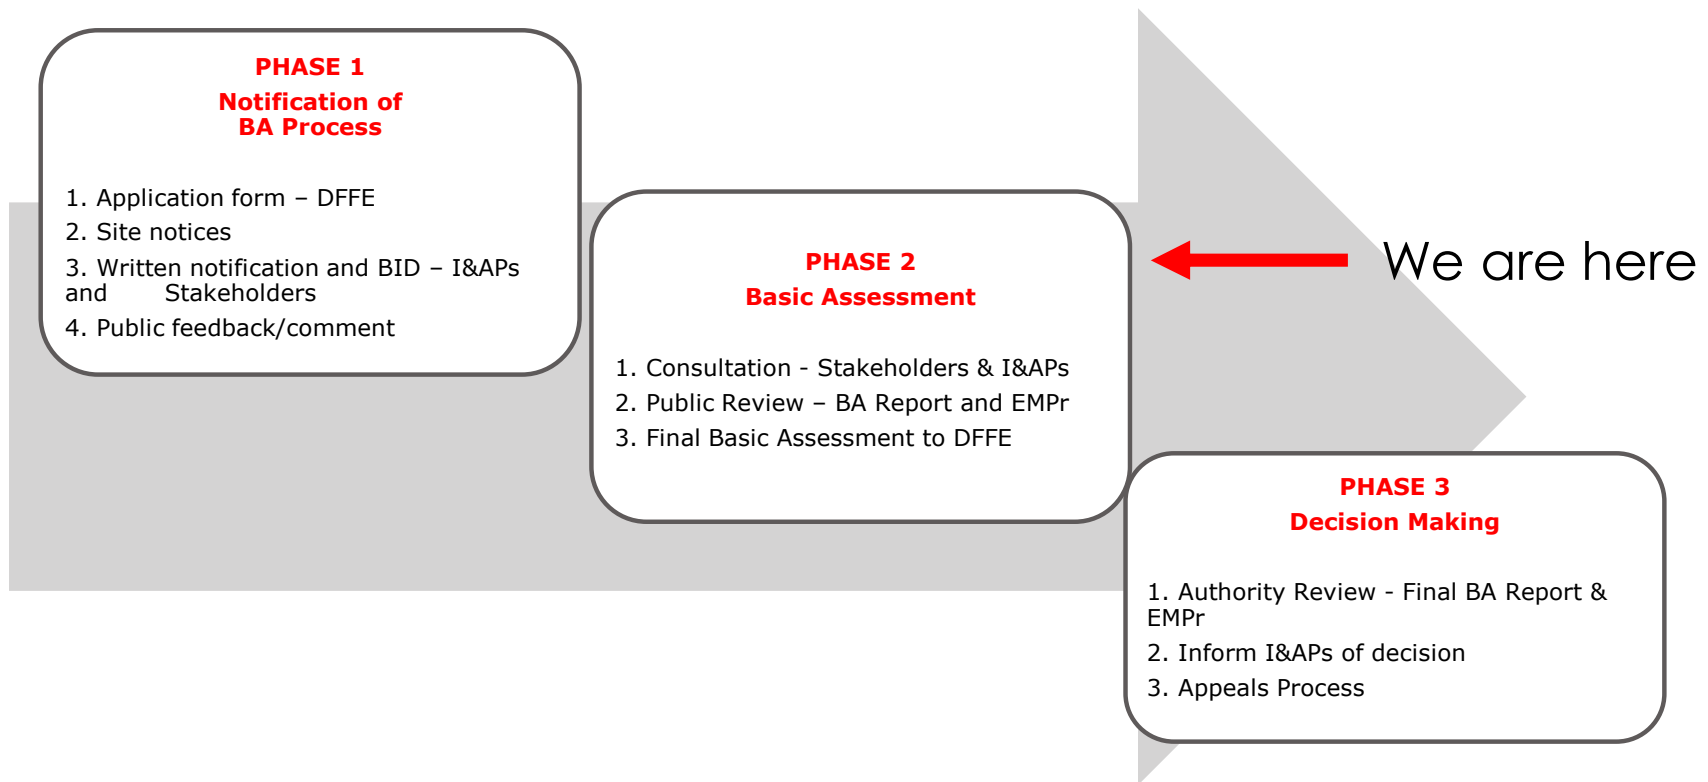 PHASE 1
Notification of
BA Process
1. Application form – DFFE
2. Site notices
3. Written notification and BID – I&APs
and Stakeholders
4. Public feedback/comment
PHASE 2
Basic Assessment
1. Consultation - Stakeholders & I&APs
2. Public Review – BA Report and EMPr
3. Final Basic Assessment to DFFE
We are here
PHASE 3
Decision Making
1. Authority Review - Final BA Report &
EMPr
2. Inform I&APs of decision
3. Appeals Process